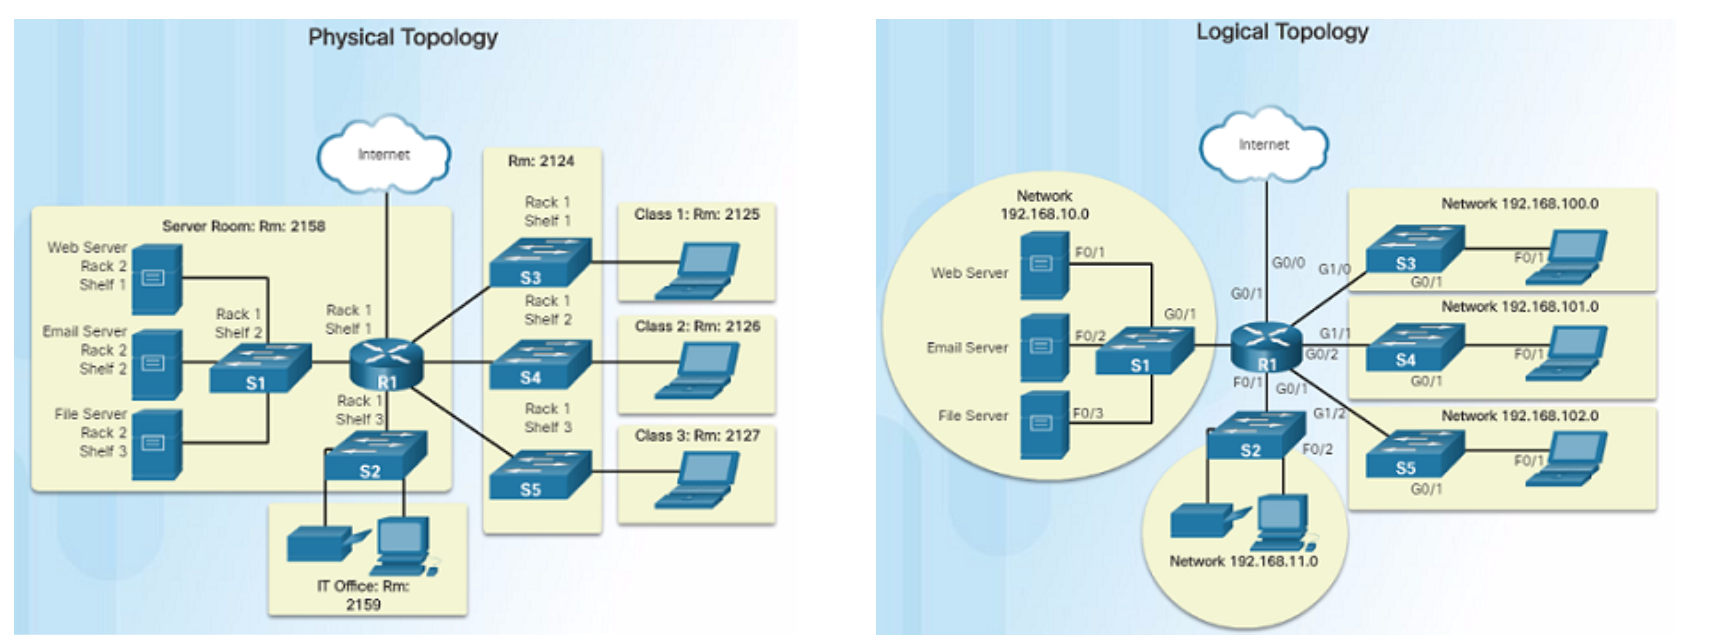 Physical Topology
Internet
Rm: 2124
Rack 1
Shelf 1
Class 1: Rm: 2125
Server Room: Rm: 2158
Web Server
Rack 2
Shelf 1
S3
Rack 1
Shelf 2
Rack 1
Shelf 1
Rack 1
Shelf 2
Email Server
Rack 2
Shelf 2
Class 2: Rm: 2126
S1
R1
S4
Rack 1
Shelf 3
Rack 1
Shelf 3
File Server
Rack 2
Shelf 3
Class 3: Rm: 2127
S2
S5
IT Office: Rm:
2159
Logical Topology
Internet
Network
192.168.10.0
Network 192.168.100.0
F0/1
Web Server
G0/0
G1/0
S3
F0/1
G0/1
G0/1
Network 192.168.101.0
G0/1
F0/2
Email Server
S1
R1
G1/1
G0/2
S4
F0/1
G0/1
F0/1
G0/1
File Server
F0/3
G1/2
Network 192.168.102.0
S2
F0/2
S5
F0/1
G0/1
Network 192.168.11.0